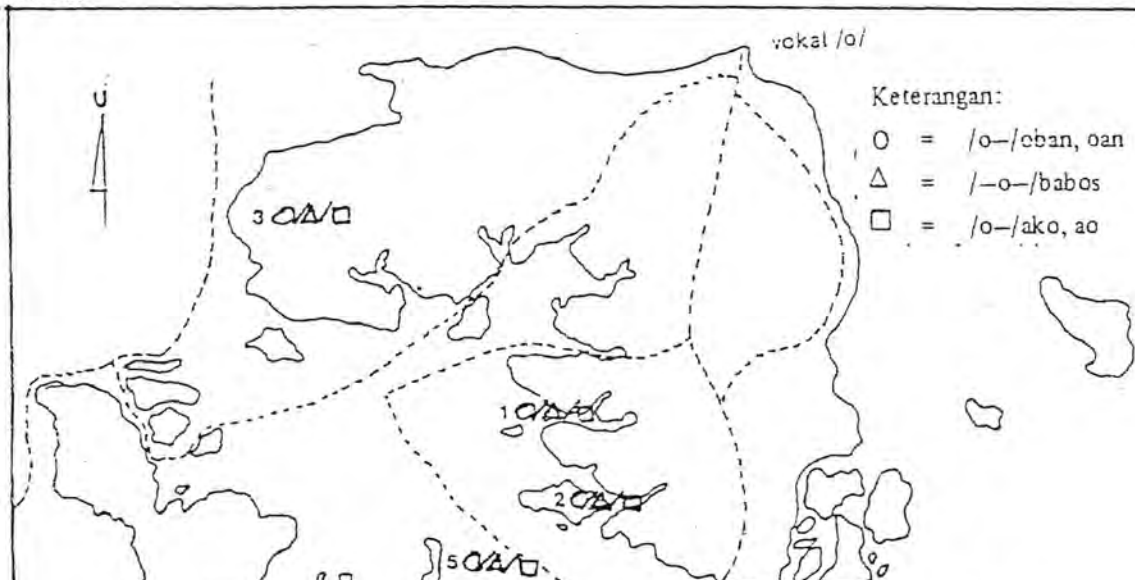 vokal /o/
U
Keterangan:
O = /o–/oban, oan
△ = /–o–/babos
□ = /o–/ako, ao
3 O/△/□
1 O/△/□
2 O/△/□
5 O/△/□